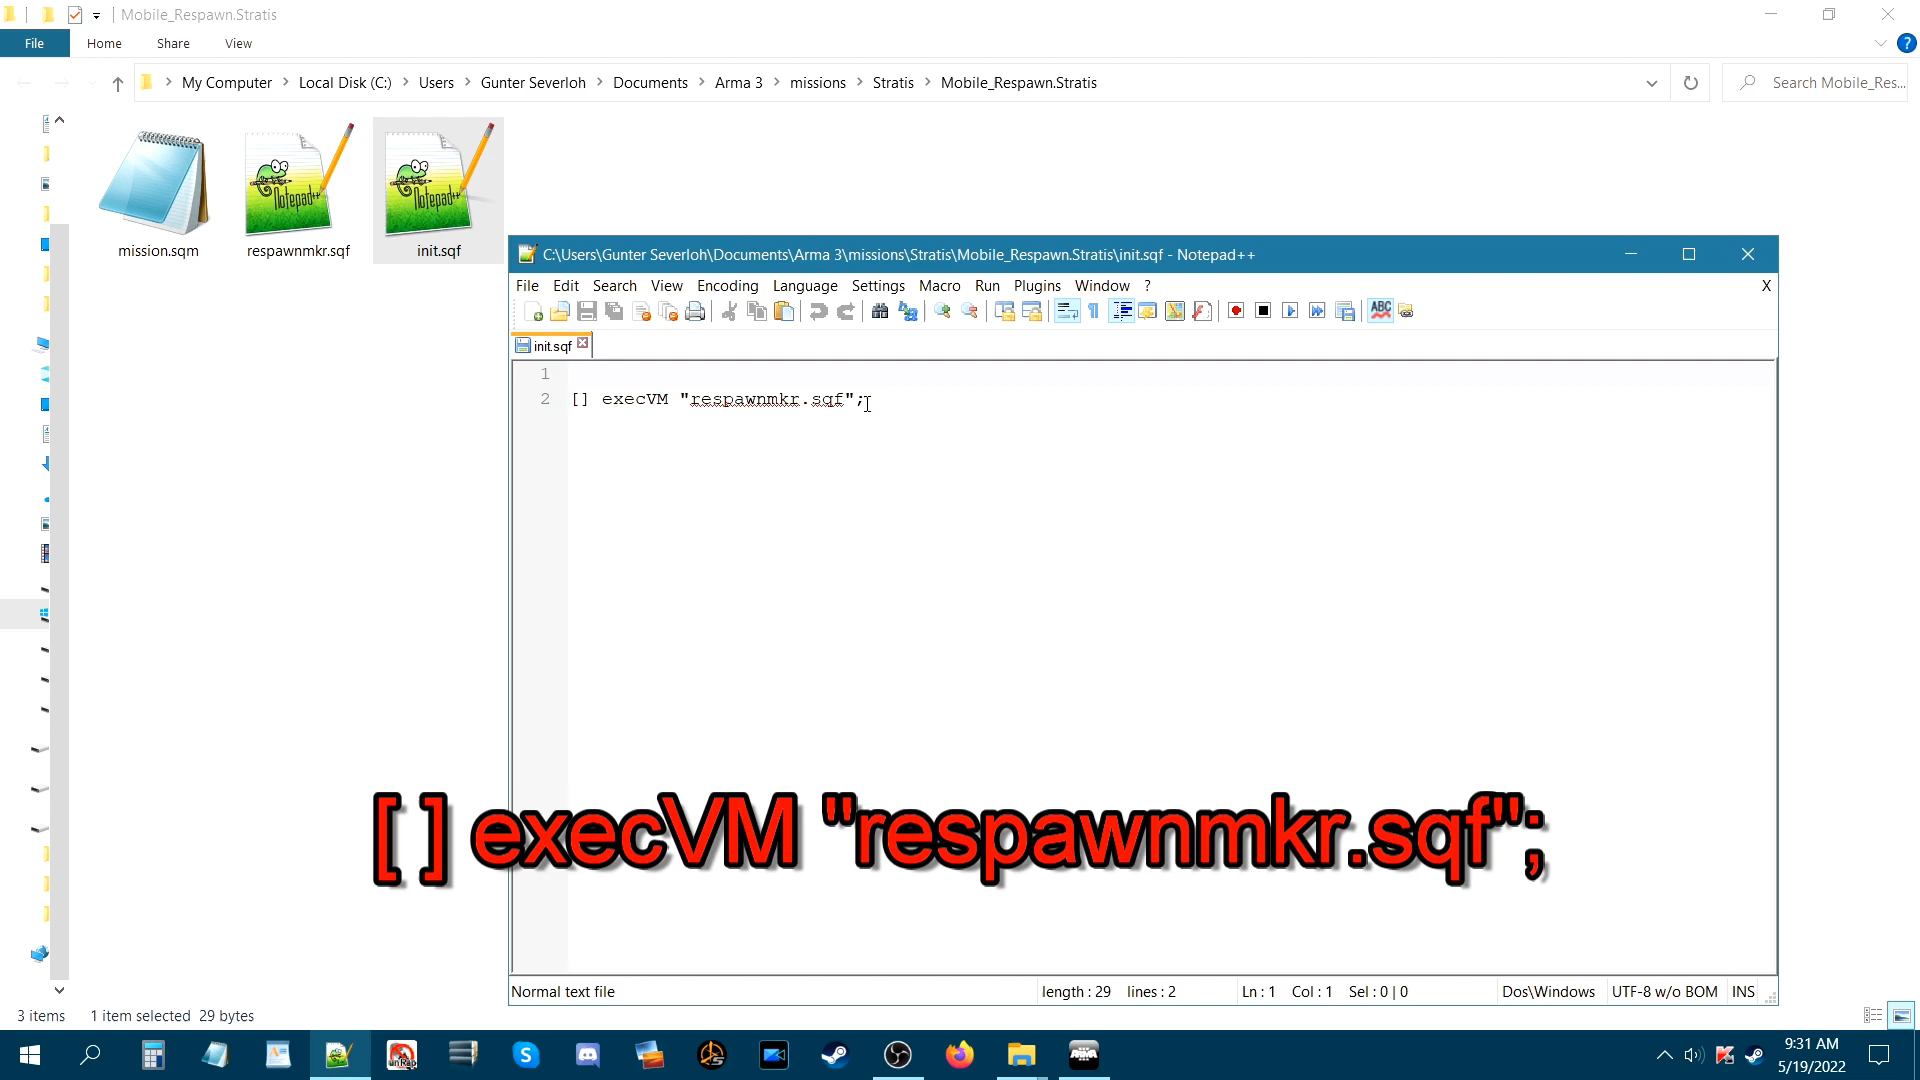 Mobile_Respawn.Stratis
File Home Share View
My Computer Local Disk (C:) Users Gunter Severloh Documents Arma 3 missions Stratis Mobile_Respawn.Stratis
Search Mobile_Res...
Notepad++ Notepad++
mission.sqm respawnmkr.sqf init.sqf
C:\Users\Gunter Severloh\Documents\Arma 3\missions\Stratis\Mobile_Respawn.Stratis\init.sqf - Notepad++
File Edit Search View Encoding Language Settings Macro Run Plugins Window ? X
ABC
init.sqf
1
2 [] execVM "respawnmkr.sqf";
[ ] execVM "respawnmkr.sqf";
Normal text file length : 29 lines : 2 Ln : 1 Col : 1 Sel : 0 | 0 Dos\Windows UTF-8 w/o BOM INS
3 items 1 item selected 29 bytes
9:31 AM
5/19/2022